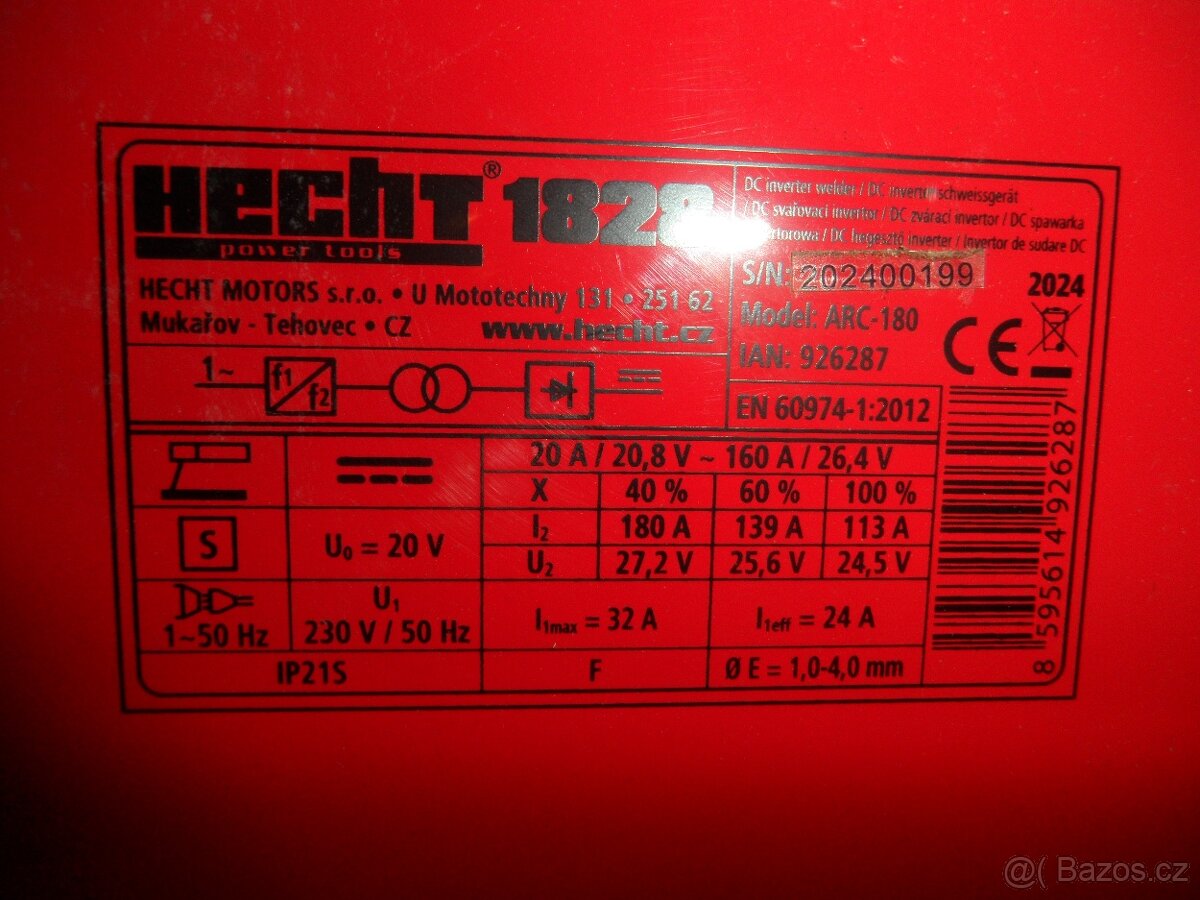 HECHT® 1828
power tools
HECHT MOTORS s.r.o. • U Mototechny 131 • 251 62
Mukařov - Tehovec • CZ www.hecht.cz
DC inverter welder / DC inverter schweissgerät
/ DC svařovací invertor / DC zvárací invertor / DC spawarka
/ DC hegesztő inverter / Invertor de sudare DC
S/N: 202400199
2024
Model: ARC-180
IAN: 926287
CE
EN 60974-1:2012
1~ f1 f2
20 A / 20,8 V ~ 160 A / 26,4 V
X 40 % 60 % 100 %
S
U0 = 20 V
I2 180 A 139 A 113 A
U2 27,2 V 25,6 V 24,5 V
1~50 Hz
U1
230 V / 50 Hz
I1max = 32 A
I1eff = 24 A
IP21S
F
Ø E = 1,0-4,0 mm
8 595614 926287
@( Bazoš.cz